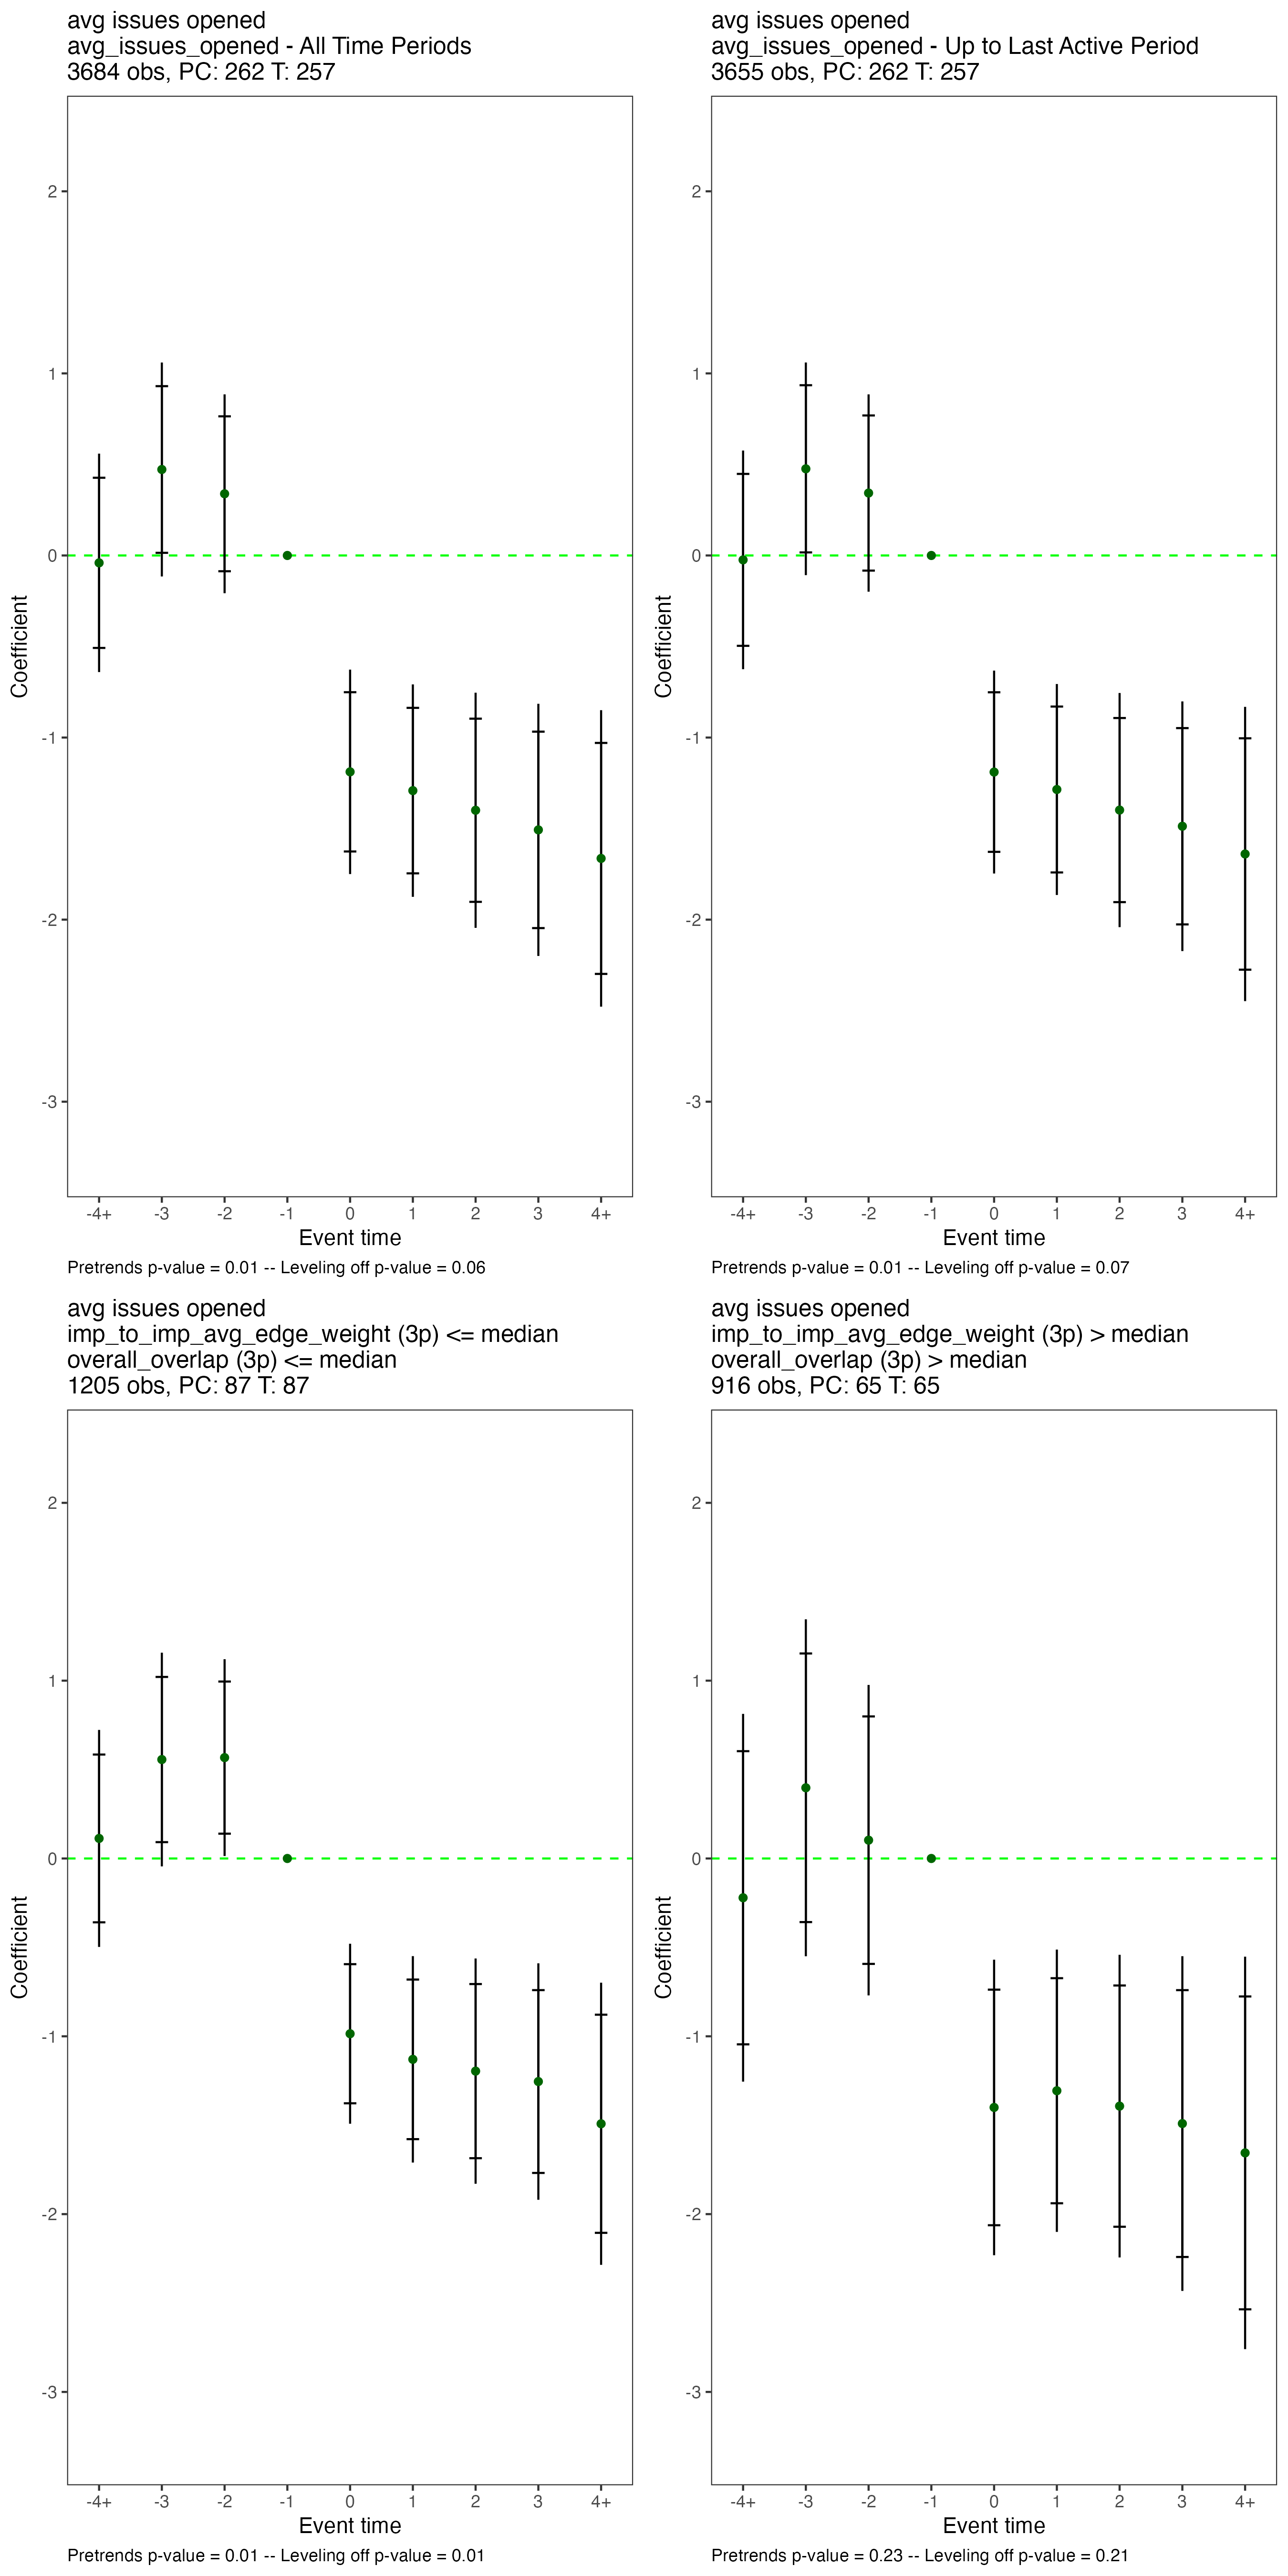 avg issues opened
avg_issues_opened - All Time Periods
3684 obs, PC: 262 T: 257
2
1
0
-1
-2
-3
Coefficient
-4+ -3 -2 -1 0 1 2 3 4+
Event time
Pretrends p-value = 0.01 -- Leveling off p-value = 0.06
avg issues opened
avg_issues_opened - Up to Last Active Period
3655 obs, PC: 262 T: 257
2
1
0
-1
-2
-3
Coefficient
-4+ -3 -2 -1 0 1 2 3 4+
Event time
Pretrends p-value = 0.01 -- Leveling off p-value = 0.07
avg issues opened
imp_to_imp_avg_edge_weight (3p) <= median
overall_overlap (3p) <= median
1205 obs, PC: 87 T: 87
2
1
0
-1
-2
-3
Coefficient
-4+ -3 -2 -1 0 1 2 3 4+
Event time
Pretrends p-value = 0.01 -- Leveling off p-value = 0.01
avg issues opened
imp_to_imp_avg_edge_weight (3p) > median
overall_overlap (3p) > median
916 obs, PC: 65 T: 65
2
1
0
-1
-2
-3
Coefficient
-4+ -3 -2 -1 0 1 2 3 4+
Event time
Pretrends p-value = 0.23 -- Leveling off p-value = 0.21